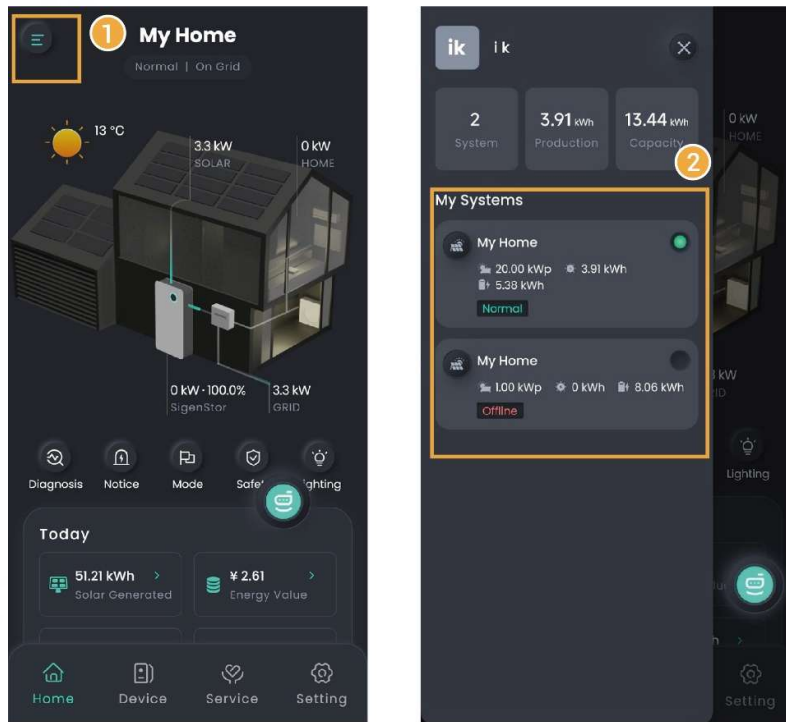 1
My Home
Normal | On Grid
13 °C
3.3 kW
SOLAR
0 kW
HOME
0 kW · 100.0%
SigenStor
3.3 kW
GRID
Diagnosis
Notice
Mode
Safet
ghting
Today
51.21 kWh >
Solar Generated
¥ 2.61 >
Energy Value
Home
Device
Service
Setting
ik
i k
2
System
3.91 kWh
Production
13.44 kWh
Capacity
2
My Systems
My Home
20.00 kWp
3.91 kWh
5.38 kWh
Normal
My Home
1.00 kWp
0 kWh
8.06 kWh
Offline
0 kW
HOME
kW
ID
Lighting
h >
Setting